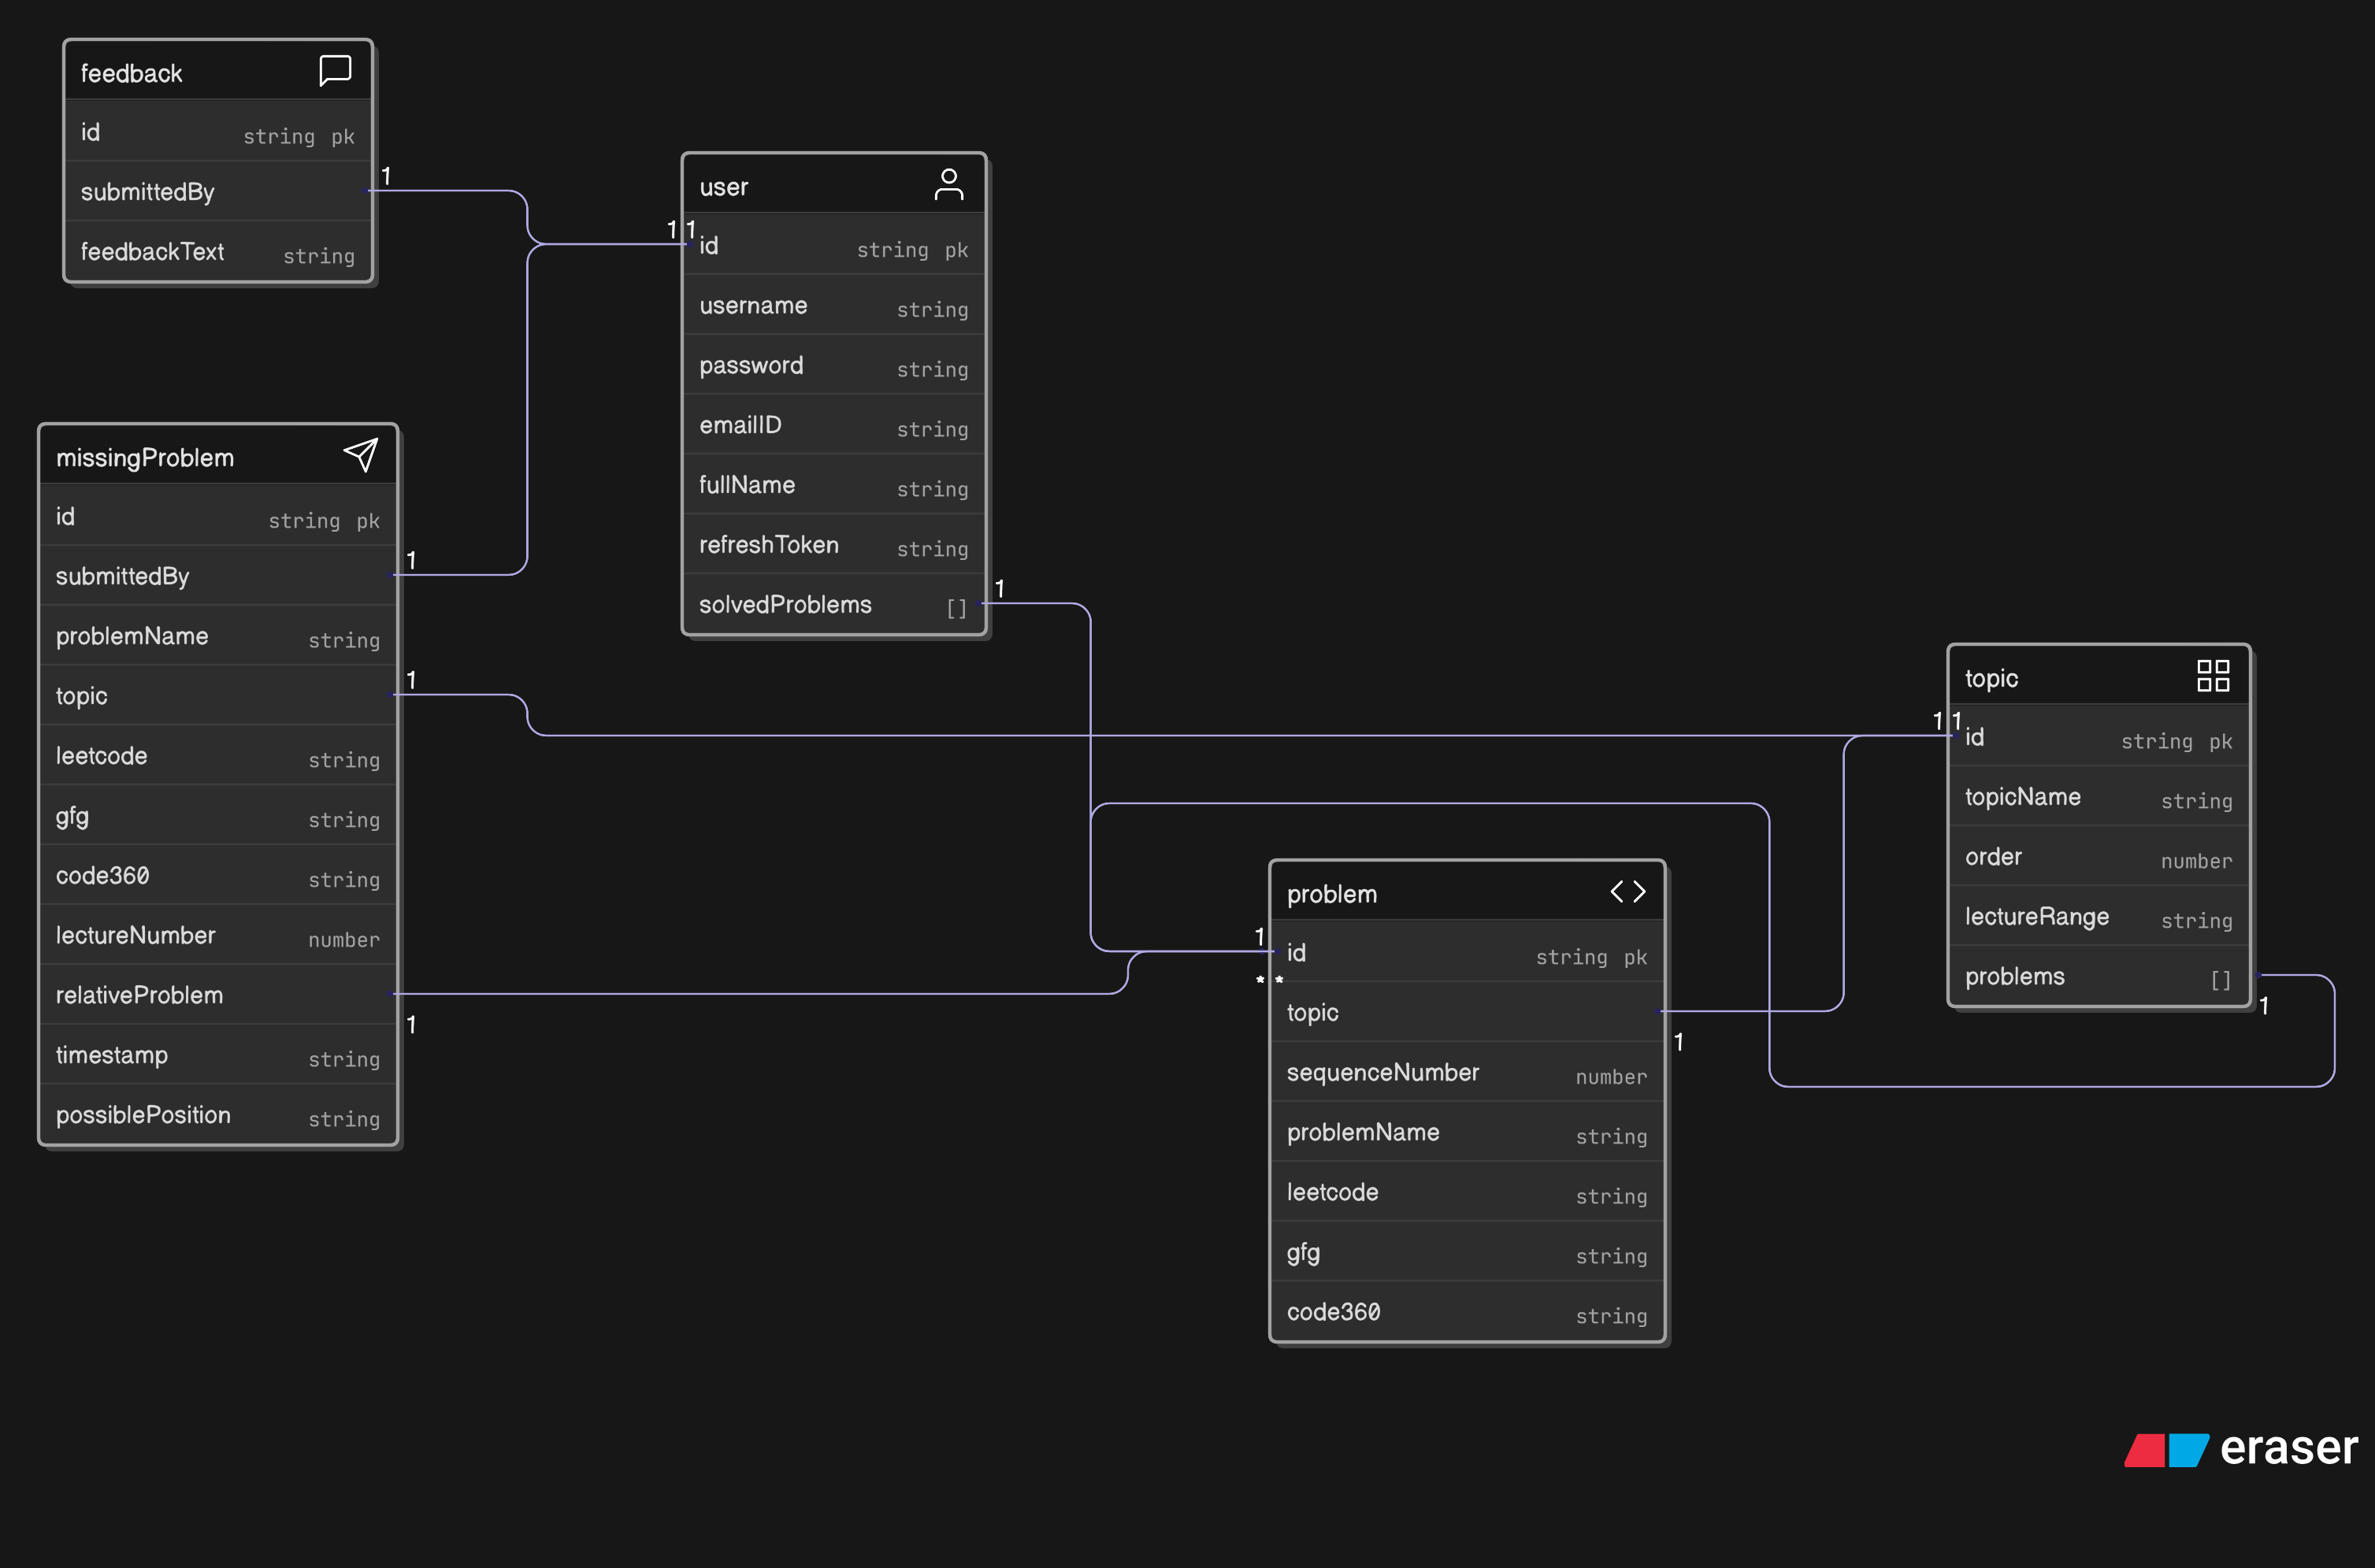 feedback
id string pk
submittedBy
feedbackText string
1
user
1 1
id string pk
username string
password string
emailID string
fullName string
refreshToken string
solvedProblems []
1
missingProblem
id string pk
submittedBy
1
problemName string
topic
1
leetcode string
gfg string
code360 string
lectureNumber number
relativeProblem
1
timestamp string
possiblePosition string
topic
1 1
id string pk
topicName string
order number
lectureRange string
problems []
1
problem
1
id string pk
* *
topic
1
sequenceNumber number
problemName string
leetcode string
gfg string
code360 string
eraser